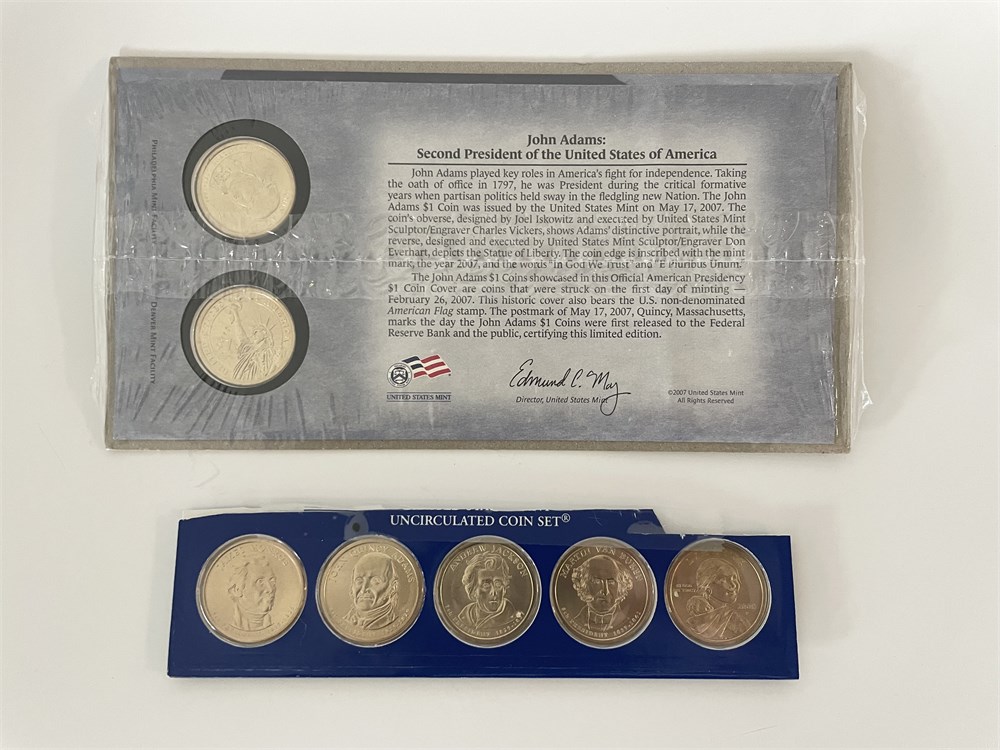 John Adams:
Second President of the United States of America
John Adams played key roles in America's fight for independence. Taking
the oath of office in 1797, he was President during the critical formative
years when partisan politics held sway in the fledgling new Nation. The John
Adams $1 Coin was issued by the United States Mint on May 17, 2007. The
coin's obverse, designed by Joel Iskowitz and executed by United States Mint
Sculptor/Engraver Charles Vickers, shows Adams' distinctive portrait, while the
reverse, designed and executed by United States Mint Sculptor/Engraver Don
Everhart, depicts the Statue of Liberty. The coin edge is inscribed with the mint
mark, the year 2007, and the words "in God We Trust" and "E Pluribus Unum."
The John Adams $1 Coins showcased in this Official American Presidency
$1 Coin Cover are coins that were struck on the first day of minting —
February 26, 2007. This historic cover also bears the U.S. non-denominated
American Flag stamp. The postmark of May 17, 2007, Quincy, Massachusetts,
marks the day the John Adams $1 Coins were first released to the Federal
Reserve Bank and the public, certifying this limited edition.
UNITED STATES MINT
Edmund C. Moy
Director, United States Mint
©2007 United States Mint
All Rights Reserved
PHILADELPHIA MINT FACILITY
DENVER MINT FACILITY
UNCIRCULATED COIN SET®
JOHN QUINCY ADAMS
ANDREW JACKSON
MARTIN VAN BUREN